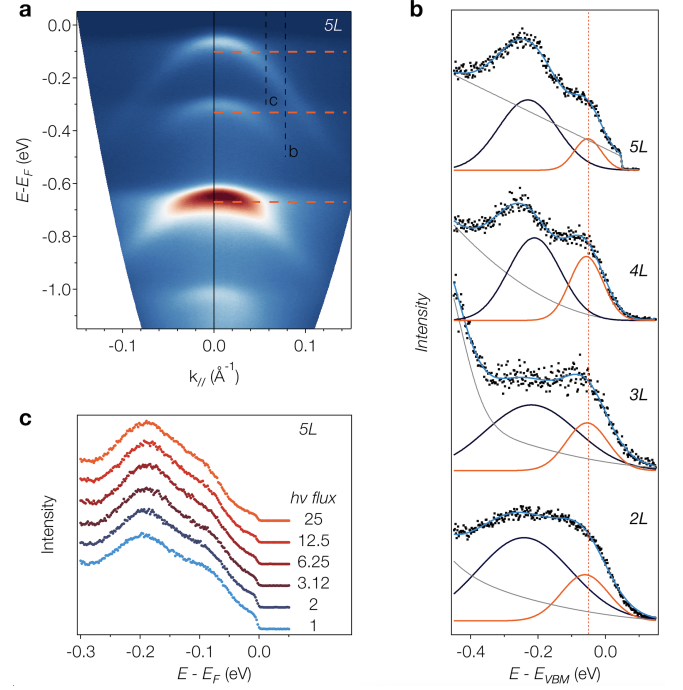 a
5L
0.0
-0.2
-0.4
-0.6
-0.8
-1.0
E-E_F (eV)
c
b
-0.1
0.0
0.1
k_// (Å⁻¹)
b
5L
4L
3L
2L
Intensity
-0.4
-0.2
0.0
E - E_VBM (eV)
c
5L
hν flux
25
12.5
6.25
3.12
2
1
Intensity
-0.3
-0.2
-0.1
0.0
E - E_F (eV)